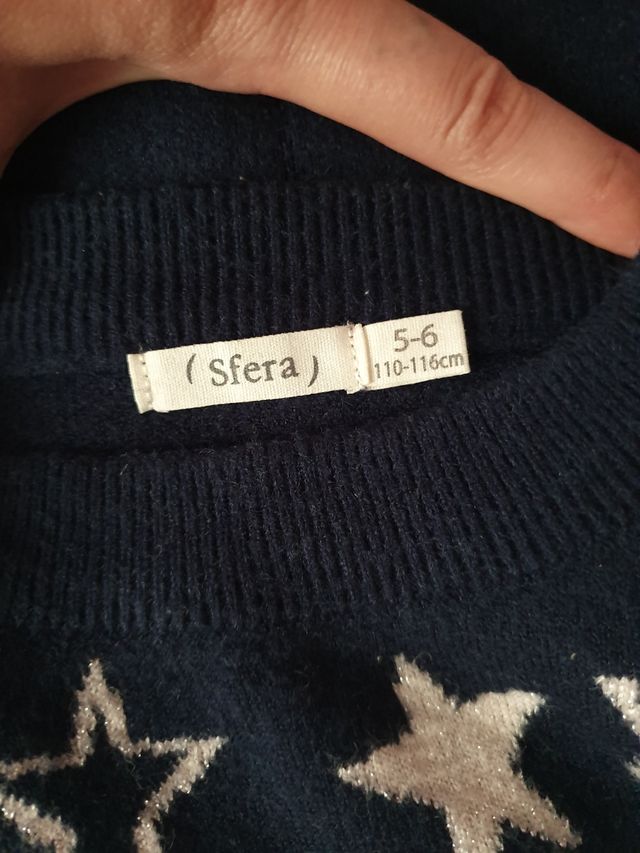 ( Sfera )
5-6
110-116cm